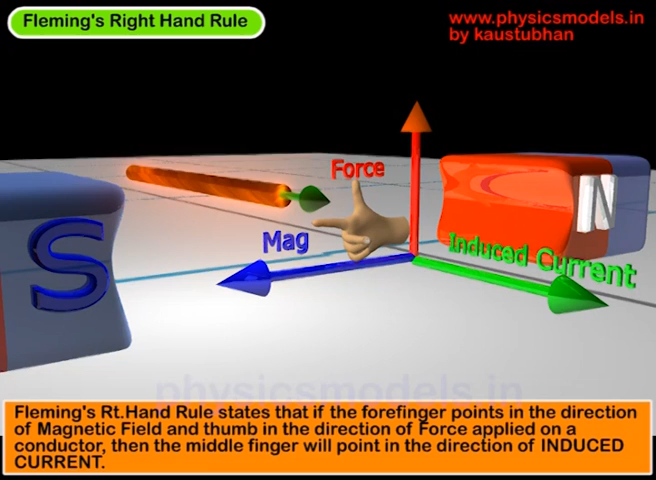 Fleming's Right Hand Rule
www.physicsmodels.in
by kaustubhan
Force
N
S
Mag
Induced Current
physicsmodels.in
Fleming's Rt.Hand Rule states that if the forefinger points in the direction
of Magnetic Field and thumb in the direction of Force applied on a
conductor, then the middle finger will point in the direction of INDUCED
CURRENT.